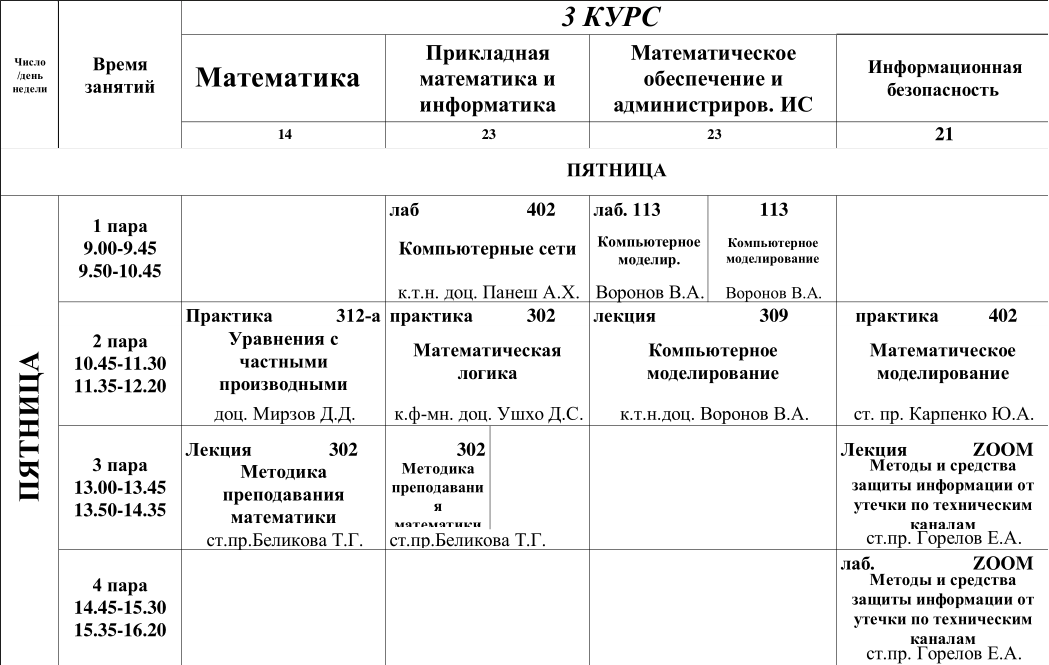 3 КУРС
Число
/день
недели
Время
занятий
Математика
Прикладная
математика и
информатика
Математическое
обеспечение и
администриров. ИС
Информационная
безопасность
14
23
23
21
ПЯТНИЦА
ПЯТНИЦА
1 пара
9.00-9.45
9.50-10.45
лаб 402
Компьютерные сети
к.т.н. доц. Панеш А.Х.
лаб. 113
Компьютерное
моделир.
Воронов В.А.
113
Компьютерное
моделирование
Воронов В.А.
2 пара
10.45-11.30
11.35-12.20
Практика 312-а
Уравнения с
частными
производными
доц. Мирзов Д.Д.
практика 302
Математическая
логика
к.ф-мн. доц. Ушхо Д.С.
лекция 309
Компьютерное
моделирование
к.т.н.доц. Воронов В.А.
практика 402
Математическое
моделирование
ст. пр. Карпенко Ю.А.
3 пара
13.00-13.45
13.50-14.35
Лекция 302
Методика
преподавания
математики
ст.пр.Беликова Т.Г.
302
Методика
преподавани
я
математики
ст.пр.Беликова Т.Г.
Лекция ZOOM
Методы и средства
защиты информации от
утечки по техническим
каналам
ст.пр. Горелов Е.А.
4 пара
14.45-15.30
15.35-16.20
лаб. ZOOM
Методы и средства
защиты информации от
утечки по техническим
каналам
ст.пр. Горелов Е.А.